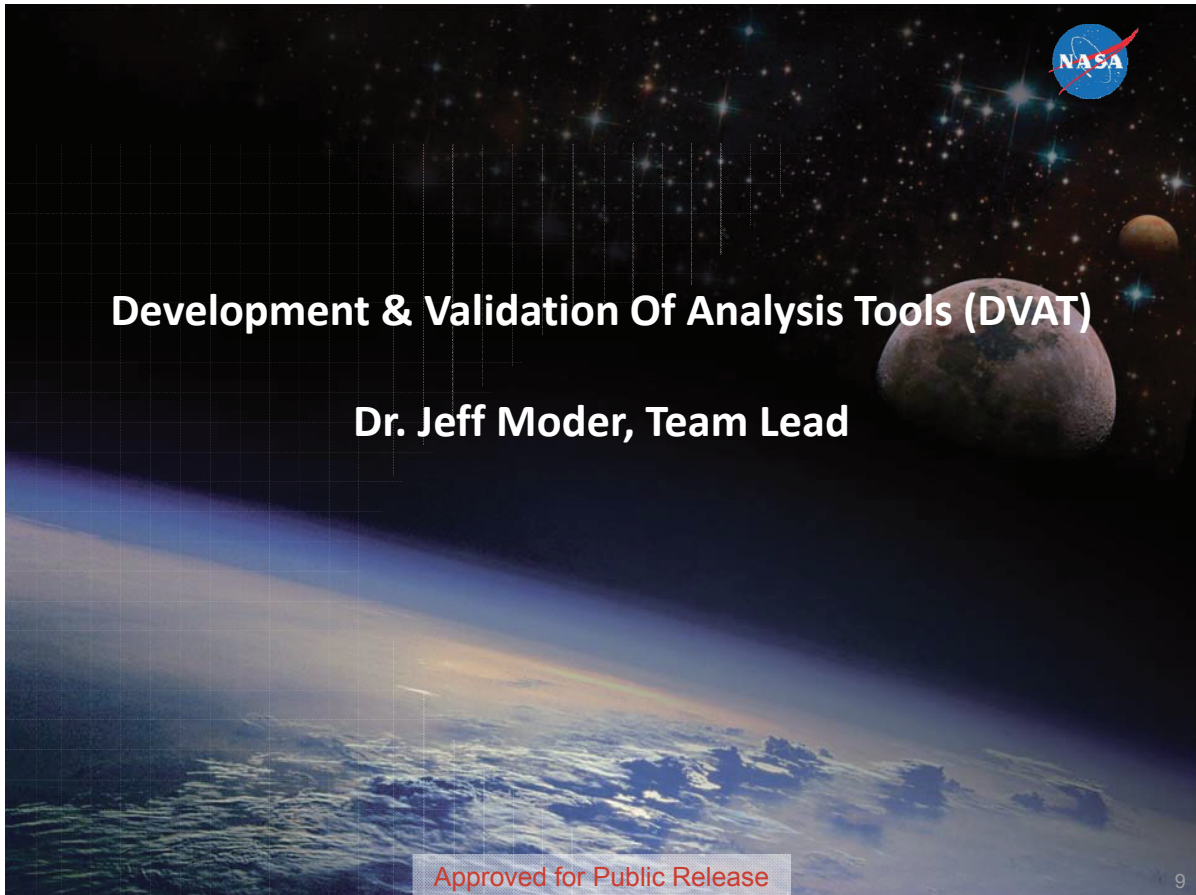 NASA
Development & Validation Of Analysis Tools (DVAT)
Dr. Jeff Moder, Team Lead
Approved for Public Release
9